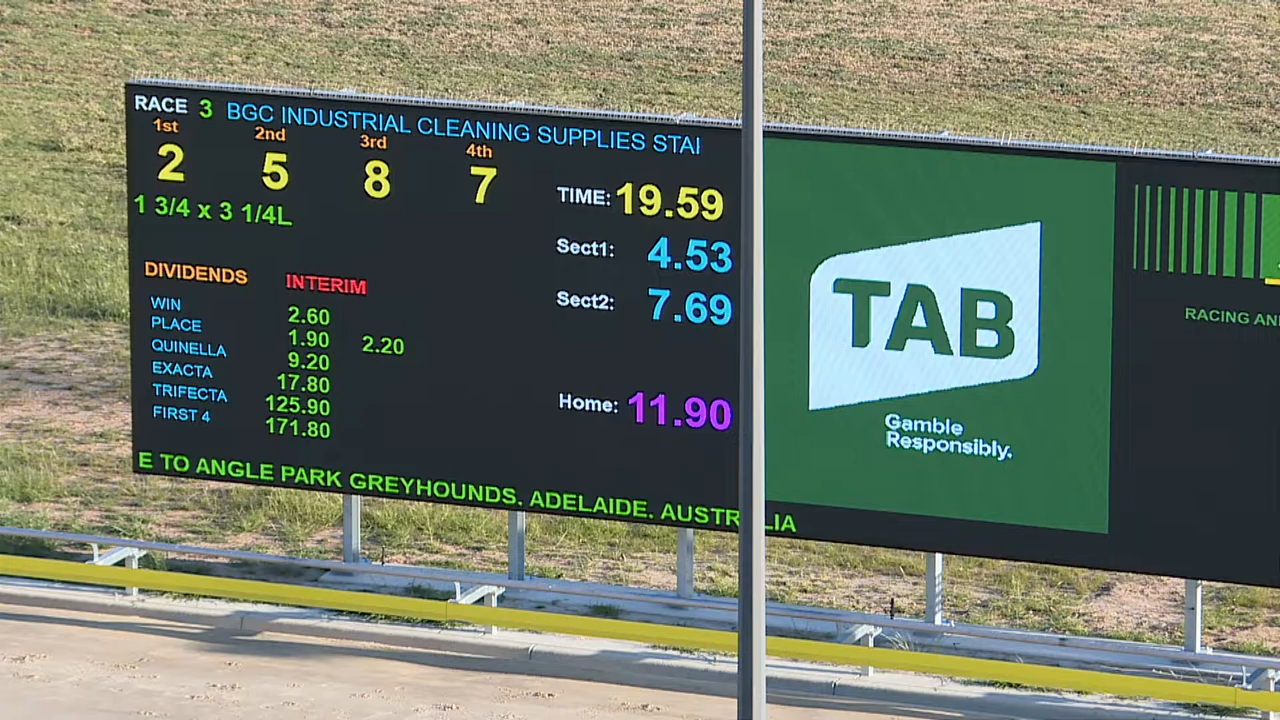 RACE 3 BGC INDUSTRIAL CLEANING SUPPLIES STAI
1st 2nd 3rd 4th
2 5 8 7
1 3/4 x 3 1/4L
TIME: 19.59
Sect1: 4.53
Sect2: 7.69
Home: 11.90
DIVIDENDS INTERIM
WIN 2.60
PLACE 1.90 2.20
QUINELLA 9.20
EXACTA 17.80
TRIFECTA 125.90
FIRST 4 171.80
E TO ANGLE PARK GREYHOUNDS. ADELAIDE. AUSTRALIA
TAB
Gamble
Responsibly.
RACING AN